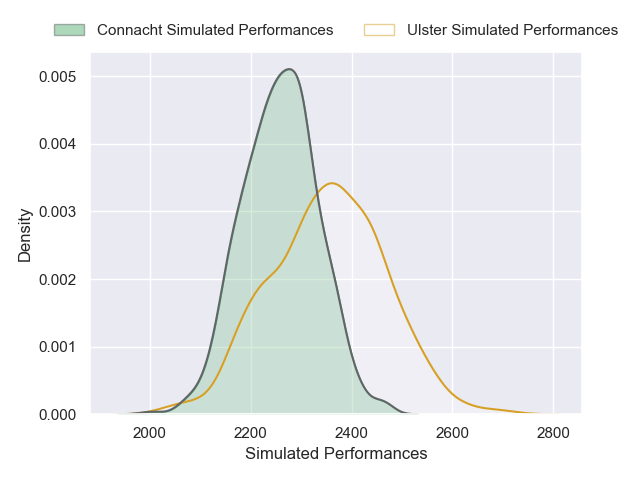 Connacht Simulated Performances
Ulster Simulated Performances
0.005
0.004
0.003
0.002
0.001
0.000
Density
2000
2200
2400
2600
2800
Simulated Performances